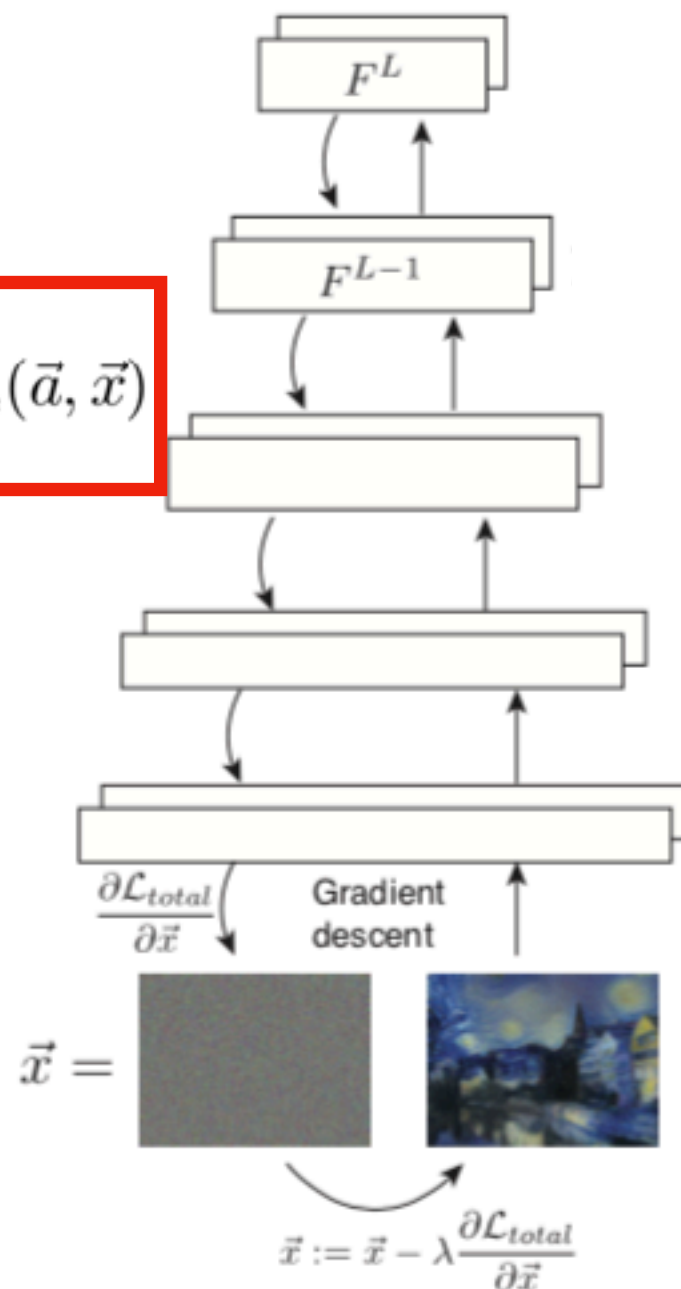 F^L
F^{L-1}
(\vec{a}, \vec{x})
\frac{\partial \mathcal{L}_{total}}{\partial \vec{x}}
Gradient
descent
\vec{x} =
\vec{x} := \vec{x} - \lambda \frac{\partial \mathcal{L}_{total}}{\partial \vec{x}}